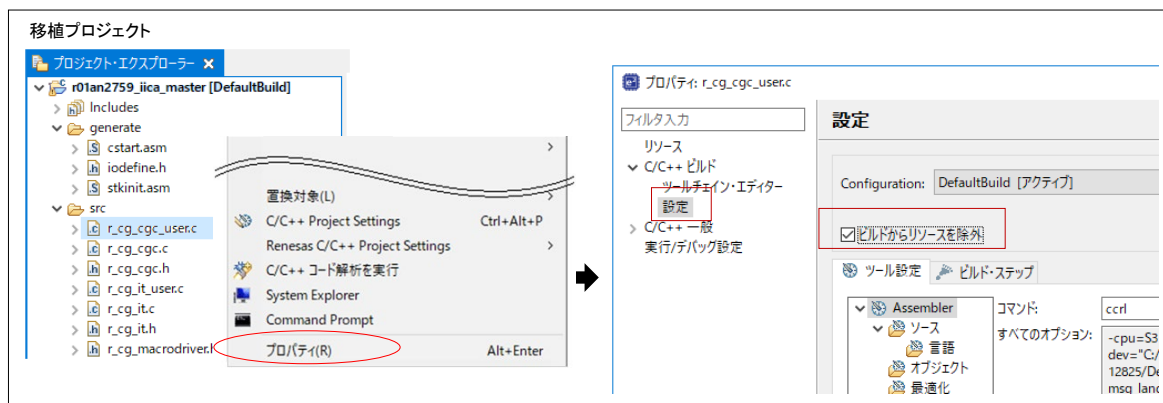 移植プロジェクト
プロジェクト・エクスプローラー
r01an2759_iica_master [DefaultBuild]
Includes
generate
cstart.asm
iodefine.h
stkinit.asm
src
r_cg_cgc_user.c
r_cg_cgc.c
r_cg_cgc.h
r_cg_it_user.c
r_cg_it.c
r_cg_it.h
r_cg_macrodriver.h
置換対象(L)
C/C++ Project Settings Ctrl+Alt+P
Renesas C/C++ Project Settings
C/C++ コード解析を実行
System Explorer
Command Prompt
プロパティ(R) Alt+Enter
プロパティ: r_cg_cgc_user.c
フィルタ入力
リソース
C/C++ ビルド
ツールチェイン・エディター
設定
C/C++ 一般
実行/デバッグ設定
設定
Configuration: DefaultBuild [アクティブ]
ビルドからリソースを除外
ツール設定 ビルド・ステップ
Assembler
ソース
言語
オブジェクト
最適化
コマンド: ccrl
すべてのオプション: -cpu=S3
dev="C:/
12825/De
msg_lang